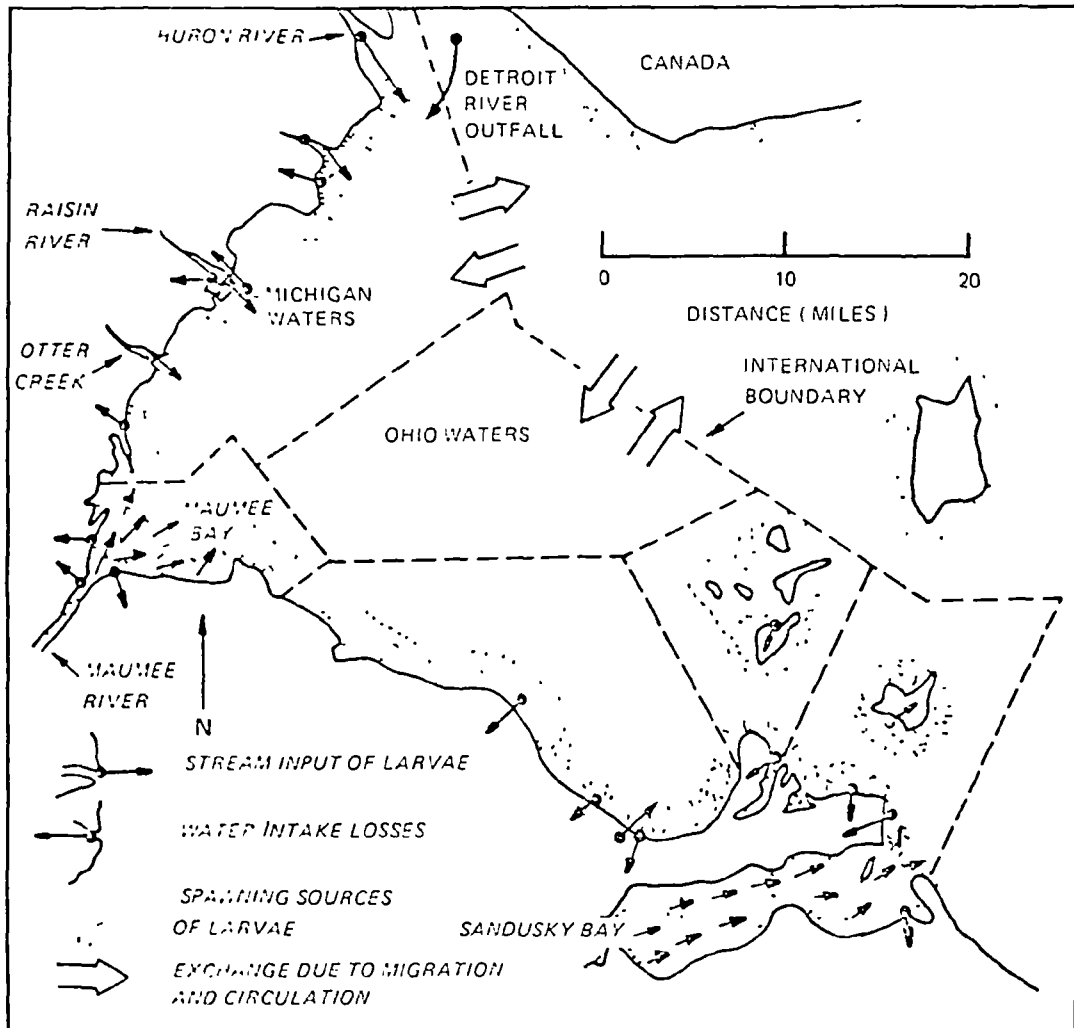 HURON RIVER
CANADA
DETROIT
RIVER
OUTFALL
RAISIN
RIVER
0 10 20
DISTANCE (MILES)
MICHIGAN
WATERS
OTTER
CREEK
INTERNATIONAL
BOUNDARY
OHIO WATERS
MAUMEE
BAY
MAUMEE
RIVER
N
STREAM INPUT OF LARVAE
WATER INTAKE LOSSES
SPAWNING SOURCES
OF LARVAE
SANDUSKY BAY
EXCHANGE DUE TO MIGRATION
AND CIRCULATION